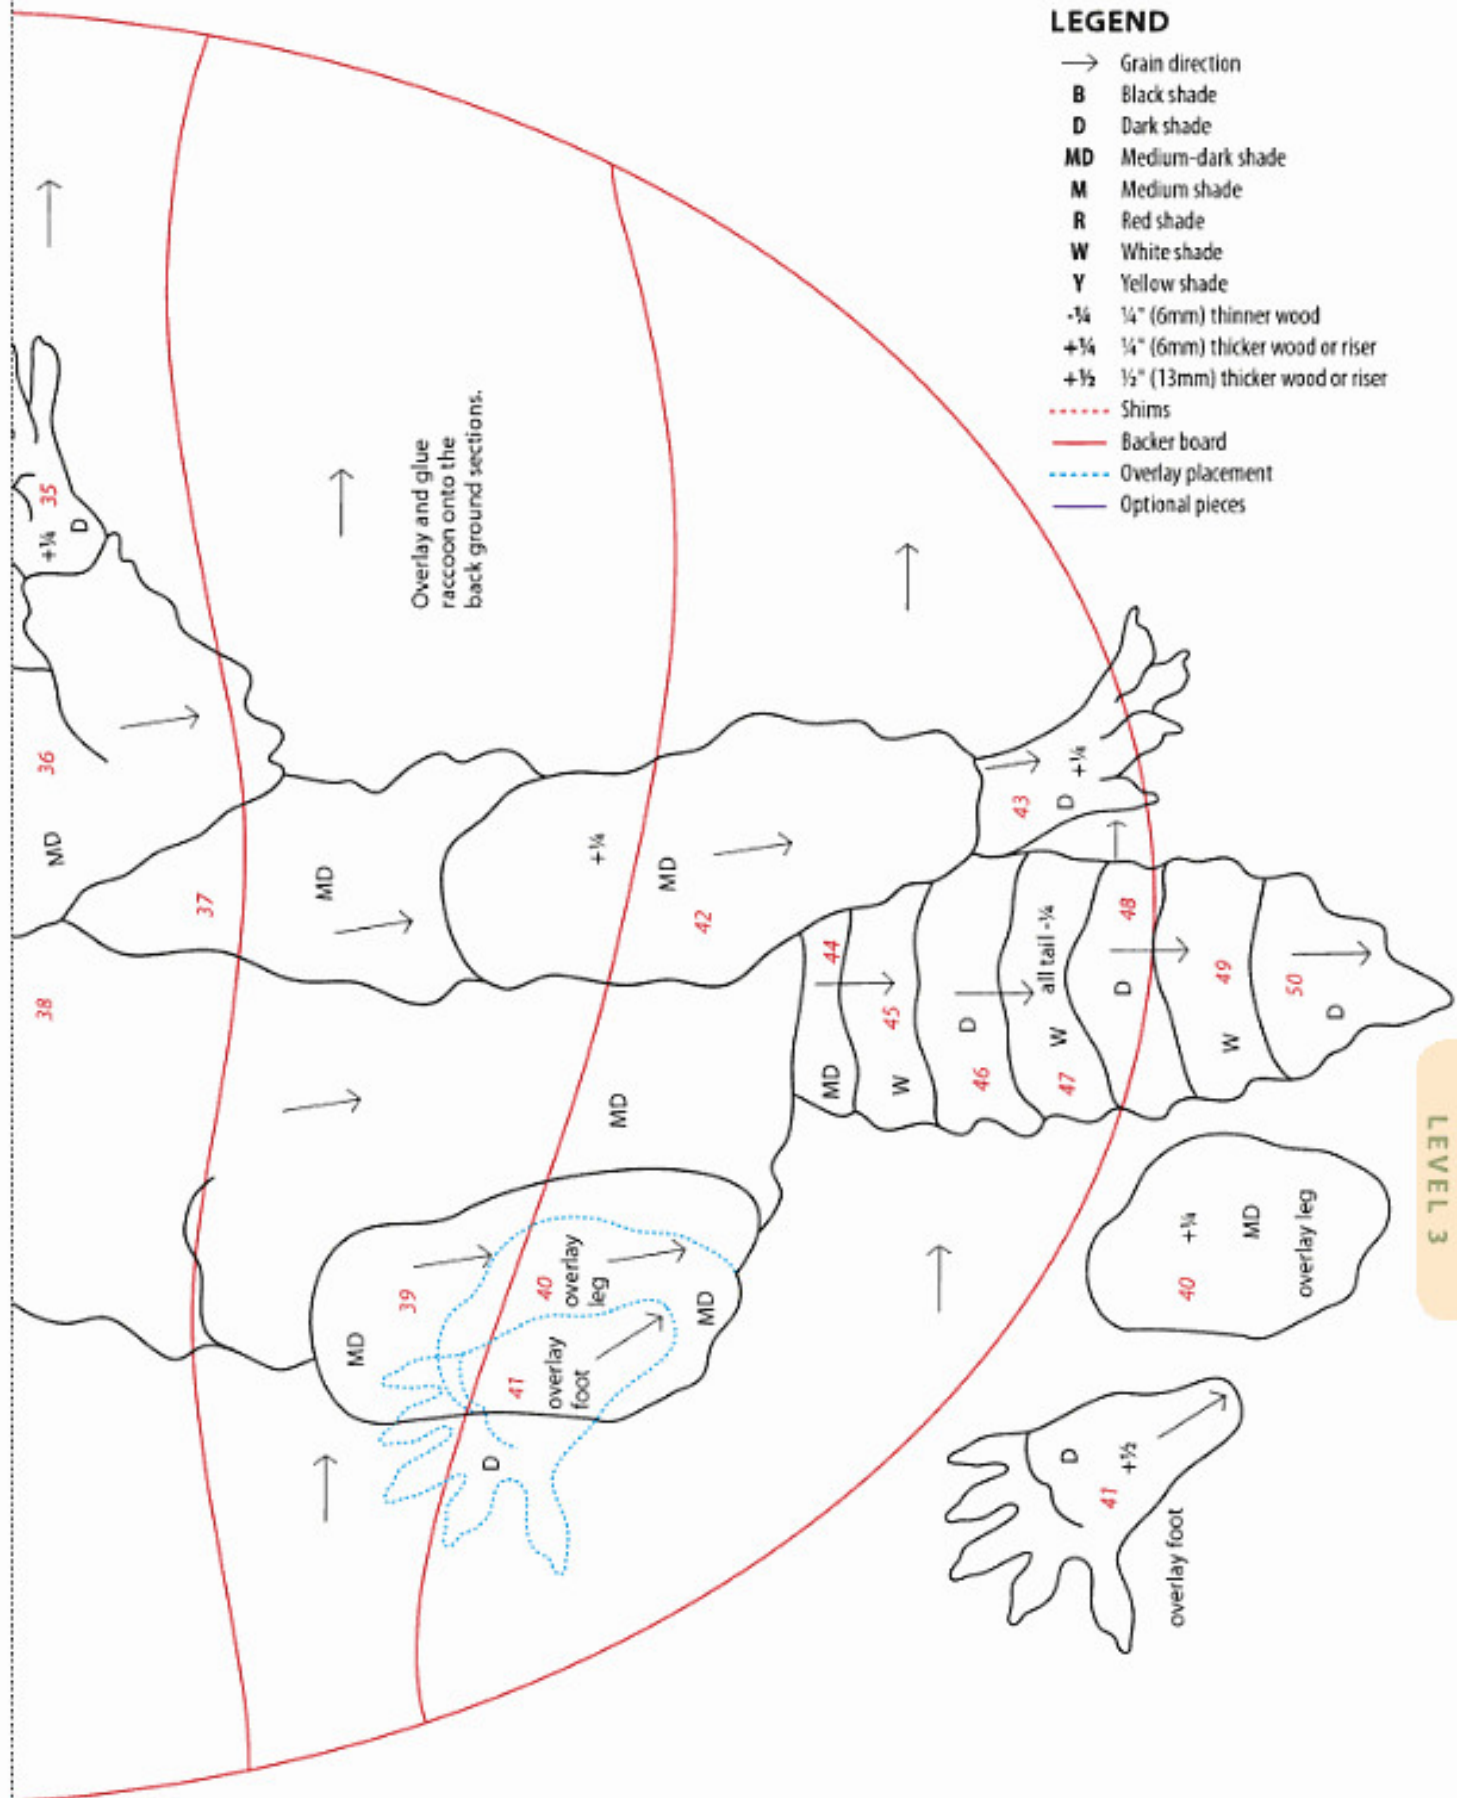 LEGEND
→ Grain direction
B Black shade
D Dark shade
MD Medium-dark shade
M Medium shade
R Red shade
W White shade
Y Yellow shade
-¼ ¼" (6mm) thinner wood
+¼ ¼" (6mm) thicker wood or riser
+½ ½" (13mm) thicker wood or riser
Shims
Backer board
Overlay placement
Optional pieces
35
+¼
D
Overlay and glue
raccoon onto the
back ground sections.
36
MD
37
MD
38
+¼
MD
42
43
D
+¼
44
MD
45
W
D
46
all tail -¼
W
47
48
D
49
W
50
D
MD
39
MD
40
overlay
leg
MD
41
overlay
foot
D
+¼
MD
40
overlay leg
D
+½
41
overlay foot
LEVEL 3